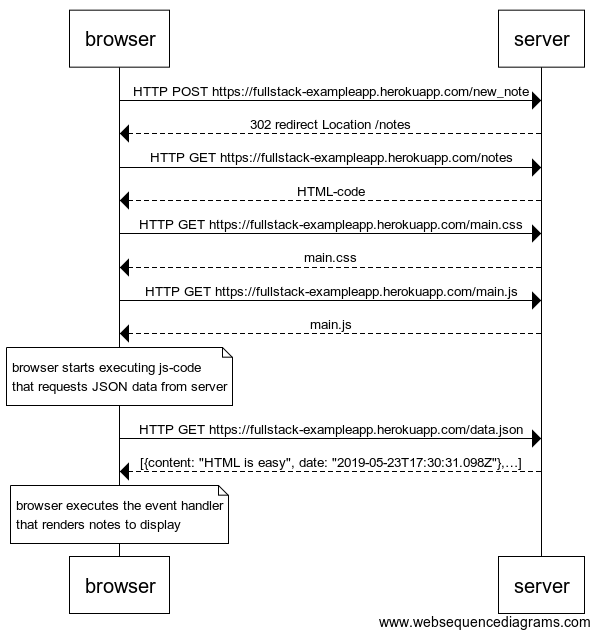 browser
server
HTTP POST https://fullstack-exampleapp.herokuapp.com/new_note
302 redirect Location /notes
HTTP GET https://fullstack-exampleapp.herokuapp.com/notes
HTML-code
HTTP GET https://fullstack-exampleapp.herokuapp.com/main.css
main.css
HTTP GET https://fullstack-exampleapp.herokuapp.com/main.js
main.js
browser starts executing js-code
that requests JSON data from server
HTTP GET https://fullstack-exampleapp.herokuapp.com/data.json
[{content: "HTML is easy", date: "2019-05-23T17:30:31.098Z"},...]
browser executes the event handler
that renders notes to display
browser
server
www.websequencediagrams.com